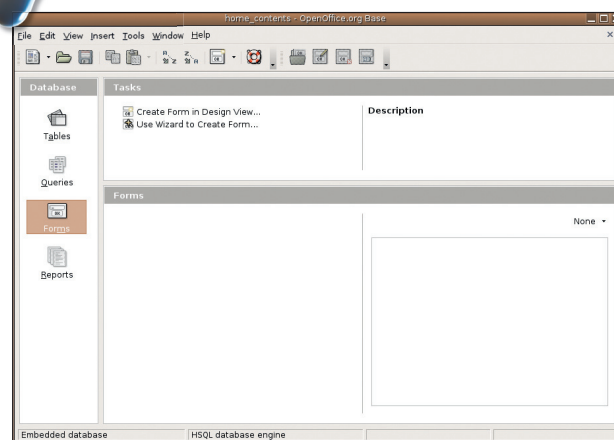 home_contents - OpenOffice.org Base
File Edit View Insert Tools Window Help
Database
Tasks
Tables
Queries
Forms
Reports
Create Form in Design View...
Use Wizard to Create Form...
Description
Forms
None
Embedded database
HSQL database engine